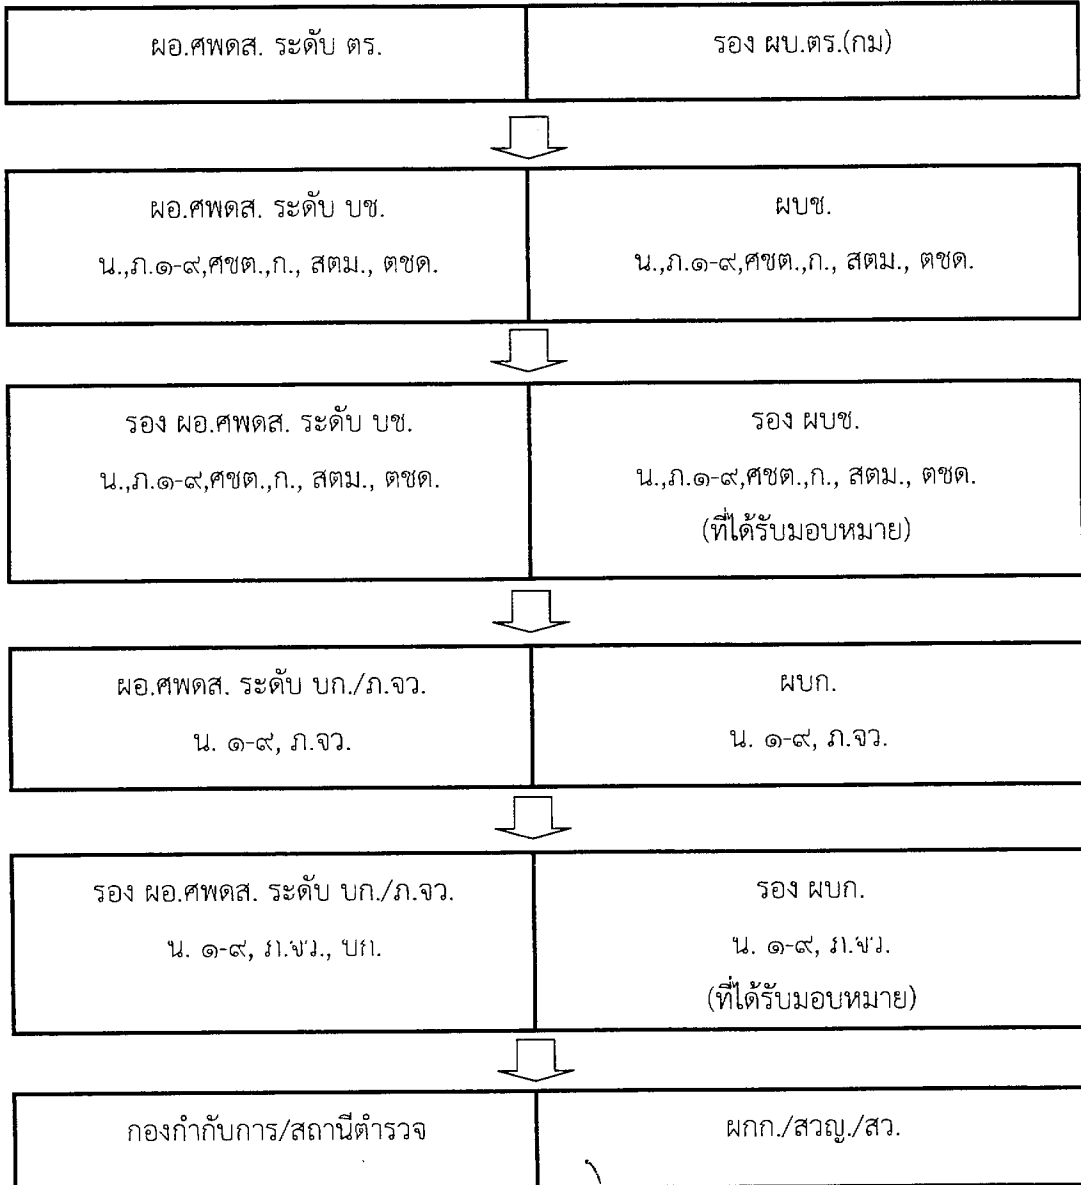 ผอ.ศพดส. ระดับ ตร.
รอง ผบ.ตร.(กม)
ผอ.ศพดส. ระดับ บช.
น.,ภ.๑-๙,ศชต.,ก., สตม., ตชด.
ผบช.
น.,ภ.๑-๙,ศชต.,ก., สตม., ตชด.
รอง ผอ.ศพดส. ระดับ บช.
น.,ภ.๑-๙,ศชต.,ก., สตม., ตชด.
รอง ผบช.
น.,ภ.๑-๙,ศชต.,ก., สตม., ตชด.
(ที่ได้รับมอบหมาย)
ผอ.ศพดส. ระดับ บก./ภ.จว.
น. ๑-๙, ภ.จว.
ผบก.
น. ๑-๙, ภ.จว.
รอง ผอ.ศพดส. ระดับ บก./ภ.จว.
น. ๑-๙, ภ.จว., บก.
รอง ผบก.
น. ๑-๙, ภ.จว.
(ที่ได้รับมอบหมาย)
กองกำกับการ/สถานีตำรวจ
ผกก./สวญ./สว.